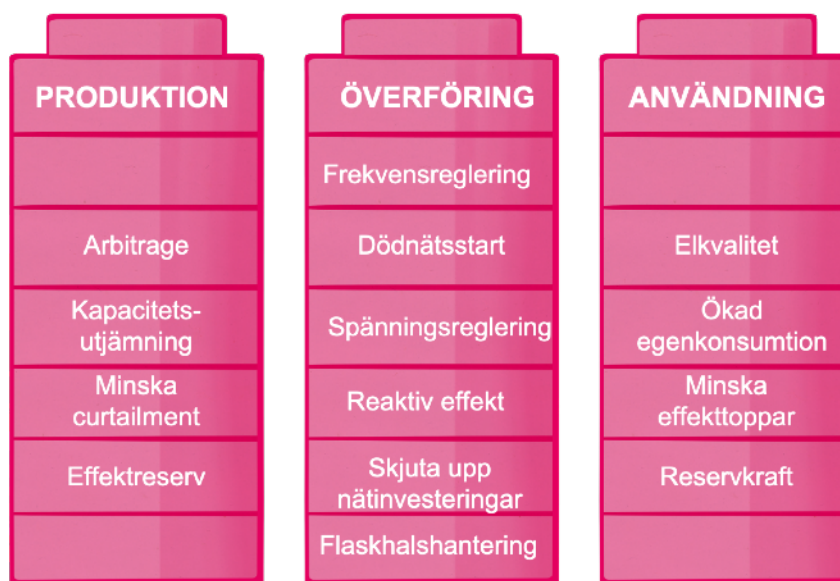 PRODUKTION
Arbitrage
Kapacitets-
utjämning
Minska
curtailment
Effektreserv
ÖVERFÖRING
Frekvensreglering
Dödnätsstart
Spänningsreglering
Reaktiv effekt
Skjuta upp
nätinvesteringar
Flaskhalshantering
ANVÄNDNING
Elkvalitet
Ökad
egenkonsumtion
Minska
effekttoppar
Reservkraft